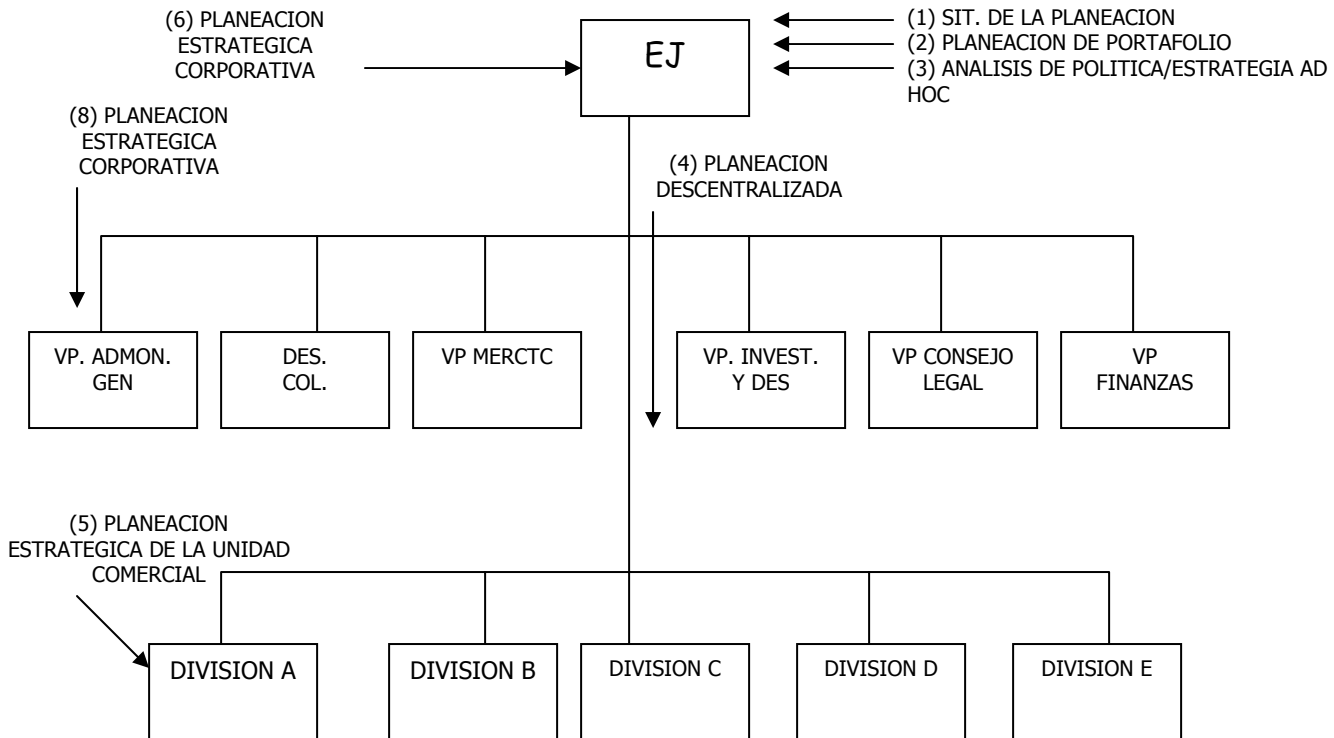 (6) PLANEACION
ESTRATEGICA
CORPORATIVA
EJ
(1) SIT. DE LA PLANEACION
(2) PLANEACION DE PORTAFOLIO
(3) ANALISIS DE POLITICA/ESTRATEGIA AD
HOC
(8) PLANEACION
ESTRATEGICA
CORPORATIVA
(4) PLANEACION
DESCENTRALIZADA
VP. ADMON.
GEN
DES.
COL.
VP MERCTC
VP. INVEST.
Y DES
VP CONSEJO
LEGAL
VP
FINANZAS
(5) PLANEACION
ESTRATEGICA DE LA UNIDAD
COMERCIAL
DIVISION A
DIVISION B
DIVISION C
DIVISION D
DIVISION E